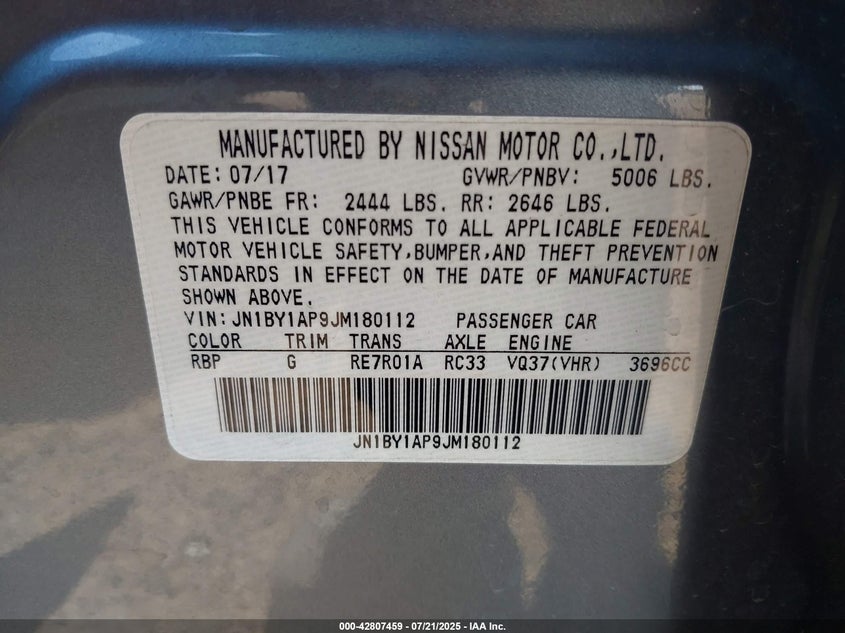 MANUFACTURED BY NISSAN MOTOR CO.,LTD.
DATE: 07/17 GVWR/PNBV: 5006 LBS.
GAWR/PNBE FR: 2444 LBS. RR: 2646 LBS.
THIS VEHICLE CONFORMS TO ALL APPLICABLE FEDERAL
MOTOR VEHICLE SAFETY,BUMPER,AND THEFT PREVENTION
STANDARDS IN EFFECT ON THE DATE OF MANUFACTURE
SHOWN ABOVE.
VIN: JN1BY1AP9JM180112 PASSENGER CAR
COLOR TRIM TRANS AXLE ENGINE
RBP G RE7R01A RC33 VQ37(VHR) 3696CC
JN1BY1AP9JM180112
000-42807459 - 07/21/2025 - IAA Inc.